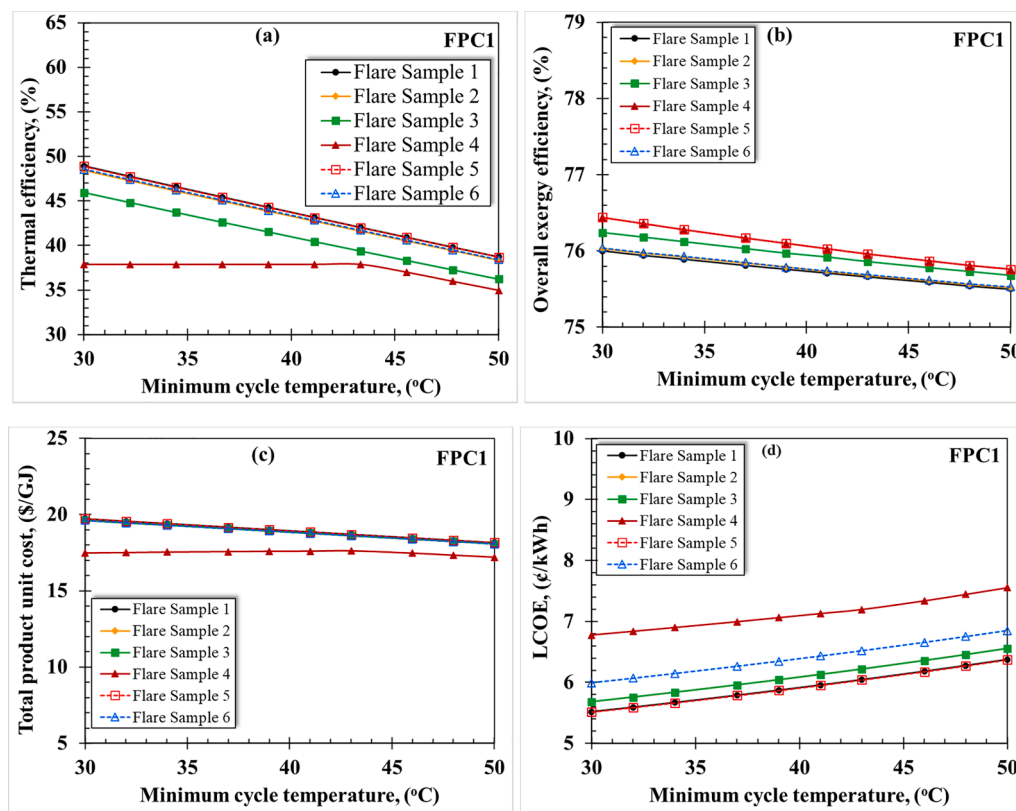 (a)
FPC1
Thermal efficiency, (%)
65
60
55
50
45
40
35
30
Flare Sample 1
Flare Sample 2
Flare Sample 3
Flare Sample 4
Flare Sample 5
Flare Sample 6
30 35 40 45 50
Minimum cycle temperature, (°C)
(b)
FPC1
Overall exergy efficiency, (%)
79
78
77
76
75
Flare Sample 1
Flare Sample 2
Flare Sample 3
Flare Sample 4
Flare Sample 5
Flare Sample 6
30 35 40 45 50
Minimum cycle temperature, (°C)
(c)
FPC1
Total product unit cost, ($/GJ)
25
20
15
10
5
Flare Sample 1
Flare Sample 2
Flare Sample 3
Flare Sample 4
Flare Sample 5
Flare Sample 6
30 35 40 45 50
Minimum cycle temperature, (°C)
(d)
FPC1
LCOE, (¢/kWh)
10
9
8
7
6
5
Flare Sample 1
Flare Sample 2
Flare Sample 3
Flare Sample 4
Flare Sample 5
Flare Sample 6
30 35 40 45 50
Minimum cycle temperature, (°C)